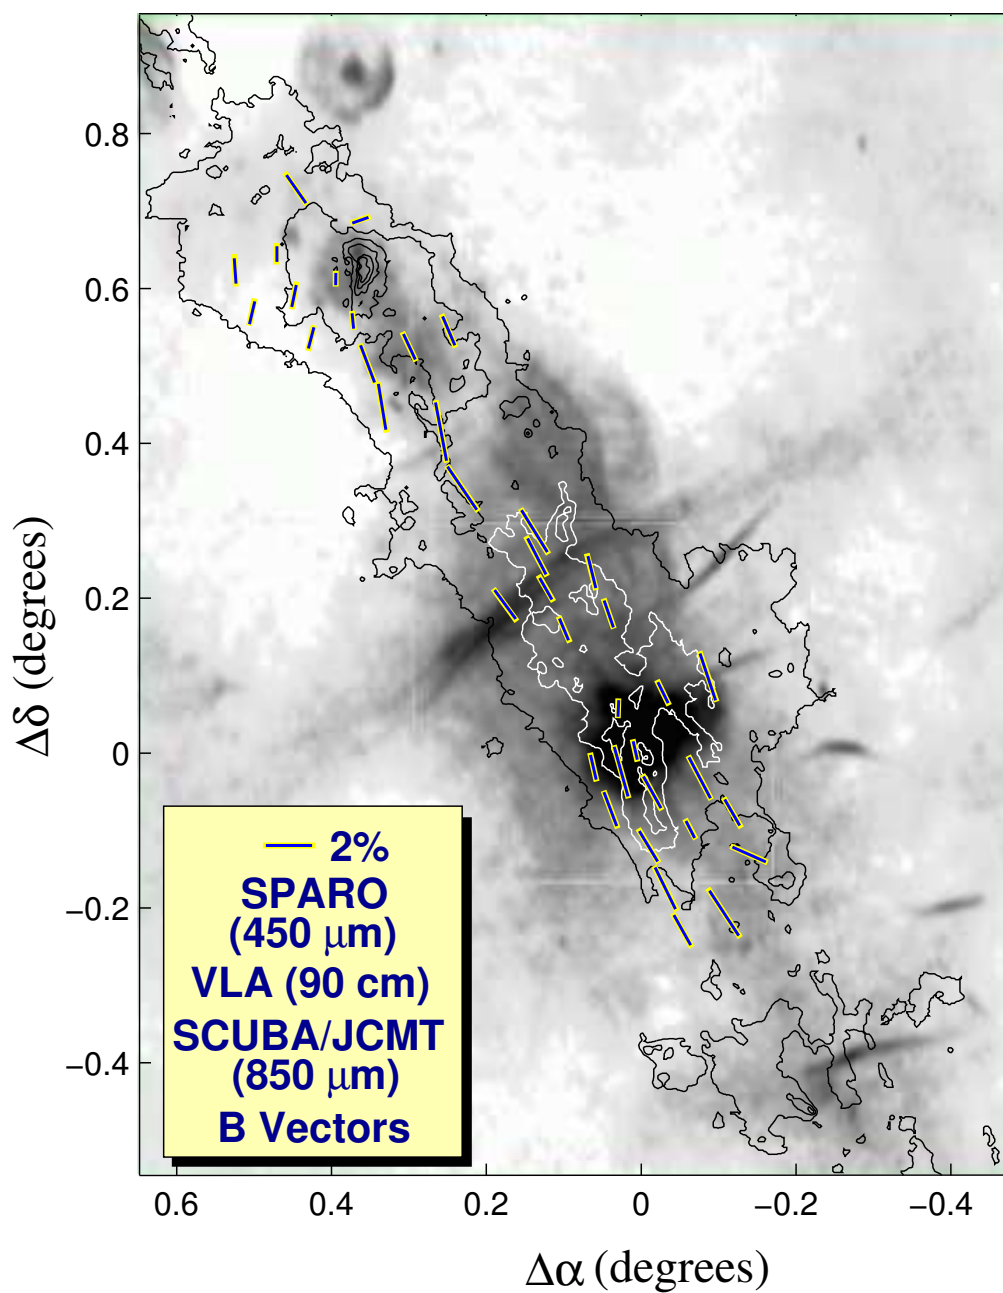 0.8
0.6
0.4
0.2
0
−0.2
−0.4
Δδ (degrees)
2%
SPARO
(450 μm)
VLA (90 cm)
SCUBA/JCMT
(850 μm)
B Vectors
0.6 0.4 0.2 0 −0.2 −0.4
Δα (degrees)